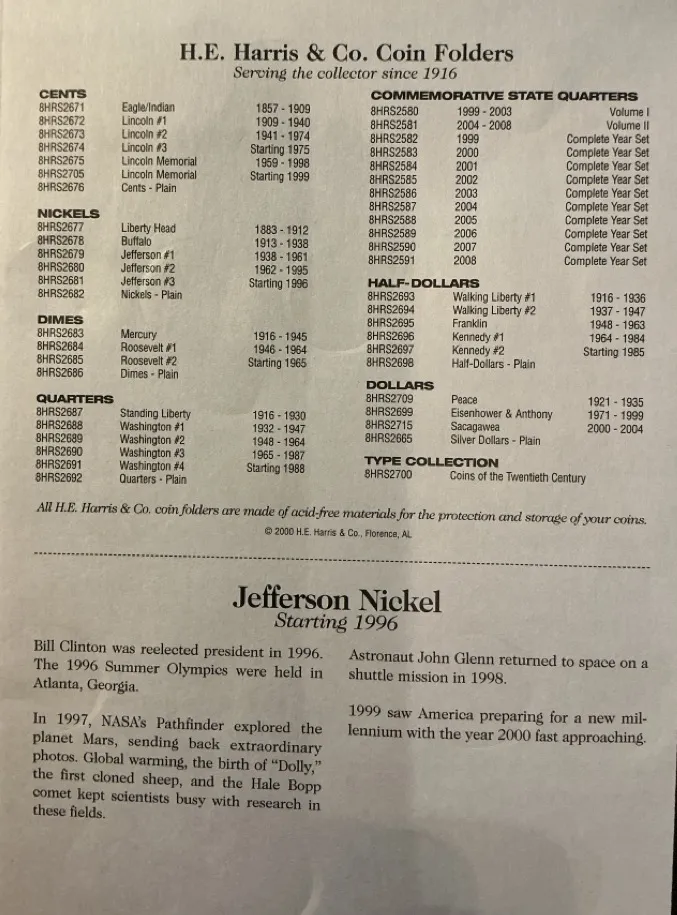 H.E. Harris & Co. Coin Folders
Serving the collector since 1916
CENTS
8HRS2671 Eagle/Indian 1857 - 1909
8HRS2672 Lincoln #1 1909 - 1940
8HRS2673 Lincoln #2 1941 - 1974
8HRS2674 Lincoln #3 Starting 1975
8HRS2675 Lincoln Memorial 1959 - 1998
8HRS2705 Lincoln Memorial Starting 1999
8HRS2676 Cents - Plain
NICKELS
8HRS2677 Liberty Head 1883 - 1912
8HRS2678 Buffalo 1913 - 1938
8HRS2679 Jefferson #1 1938 - 1961
8HRS2680 Jefferson #2 1962 - 1995
8HRS2681 Jefferson #3 Starting 1996
8HRS2682 Nickels - Plain
DIMES
8HRS2683 Mercury 1916 - 1945
8HRS2684 Roosevelt #1 1946 - 1964
8HRS2685 Roosevelt #2 Starting 1965
8HRS2686 Dimes - Plain
QUARTERS
8HRS2687 Standing Liberty 1916 - 1930
8HRS2688 Washington #1 1932 - 1947
8HRS2689 Washington #2 1948 - 1964
8HRS2690 Washington #3 1965 - 1987
8HRS2691 Washington #4 Starting 1988
8HRS2692 Quarters - Plain
COMMEMORATIVE STATE QUARTERS
8HRS2580 1999 - 2003 Volume I
8HRS2581 2004 - 2008 Volume II
8HRS2582 1999 Complete Year Set
8HRS2583 2000 Complete Year Set
8HRS2584 2001 Complete Year Set
8HRS2585 2002 Complete Year Set
8HRS2586 2003 Complete Year Set
8HRS2587 2004 Complete Year Set
8HRS2588 2005 Complete Year Set
8HRS2589 2006 Complete Year Set
8HRS2590 2007 Complete Year Set
8HRS2591 2008 Complete Year Set
HALF-DOLLARS
8HRS2693 Walking Liberty #1 1916 - 1936
8HRS2694 Walking Liberty #2 1937 - 1947
8HRS2695 Franklin 1948 - 1963
8HRS2696 Kennedy #1 1964 - 1984
8HRS2697 Kennedy #2 Starting 1985
8HRS2698 Half-Dollars - Plain
DOLLARS
8HRS2709 Peace 1921 - 1935
8HRS2699 Eisenhower & Anthony 1971 - 1999
8HRS2715 Sacagawea 2000 - 2004
8HRS2665 Silver Dollars - Plain
TYPE COLLECTION
8HRS2700 Coins of the Twentieth Century
All H.E. Harris & Co. coin folders are made of acid-free materials for the protection and storage of your coins.
© 2000 H.E. Harris & Co., Florence, AL
Jefferson Nickel
Starting 1996
Bill Clinton was reelected president in 1996.
The 1996 Summer Olympics were held in
Atlanta, Georgia.
In 1997, NASA's Pathfinder explored the
planet Mars, sending back extraordinary
photos. Global warming, the birth of “Dolly,”
the first cloned sheep, and the Hale Bopp
comet kept scientists busy with research in
these fields.
Astronaut John Glenn returned to space on a
shuttle mission in 1998.
1999 saw America preparing for a new mil-
lennium with the year 2000 fast approaching.